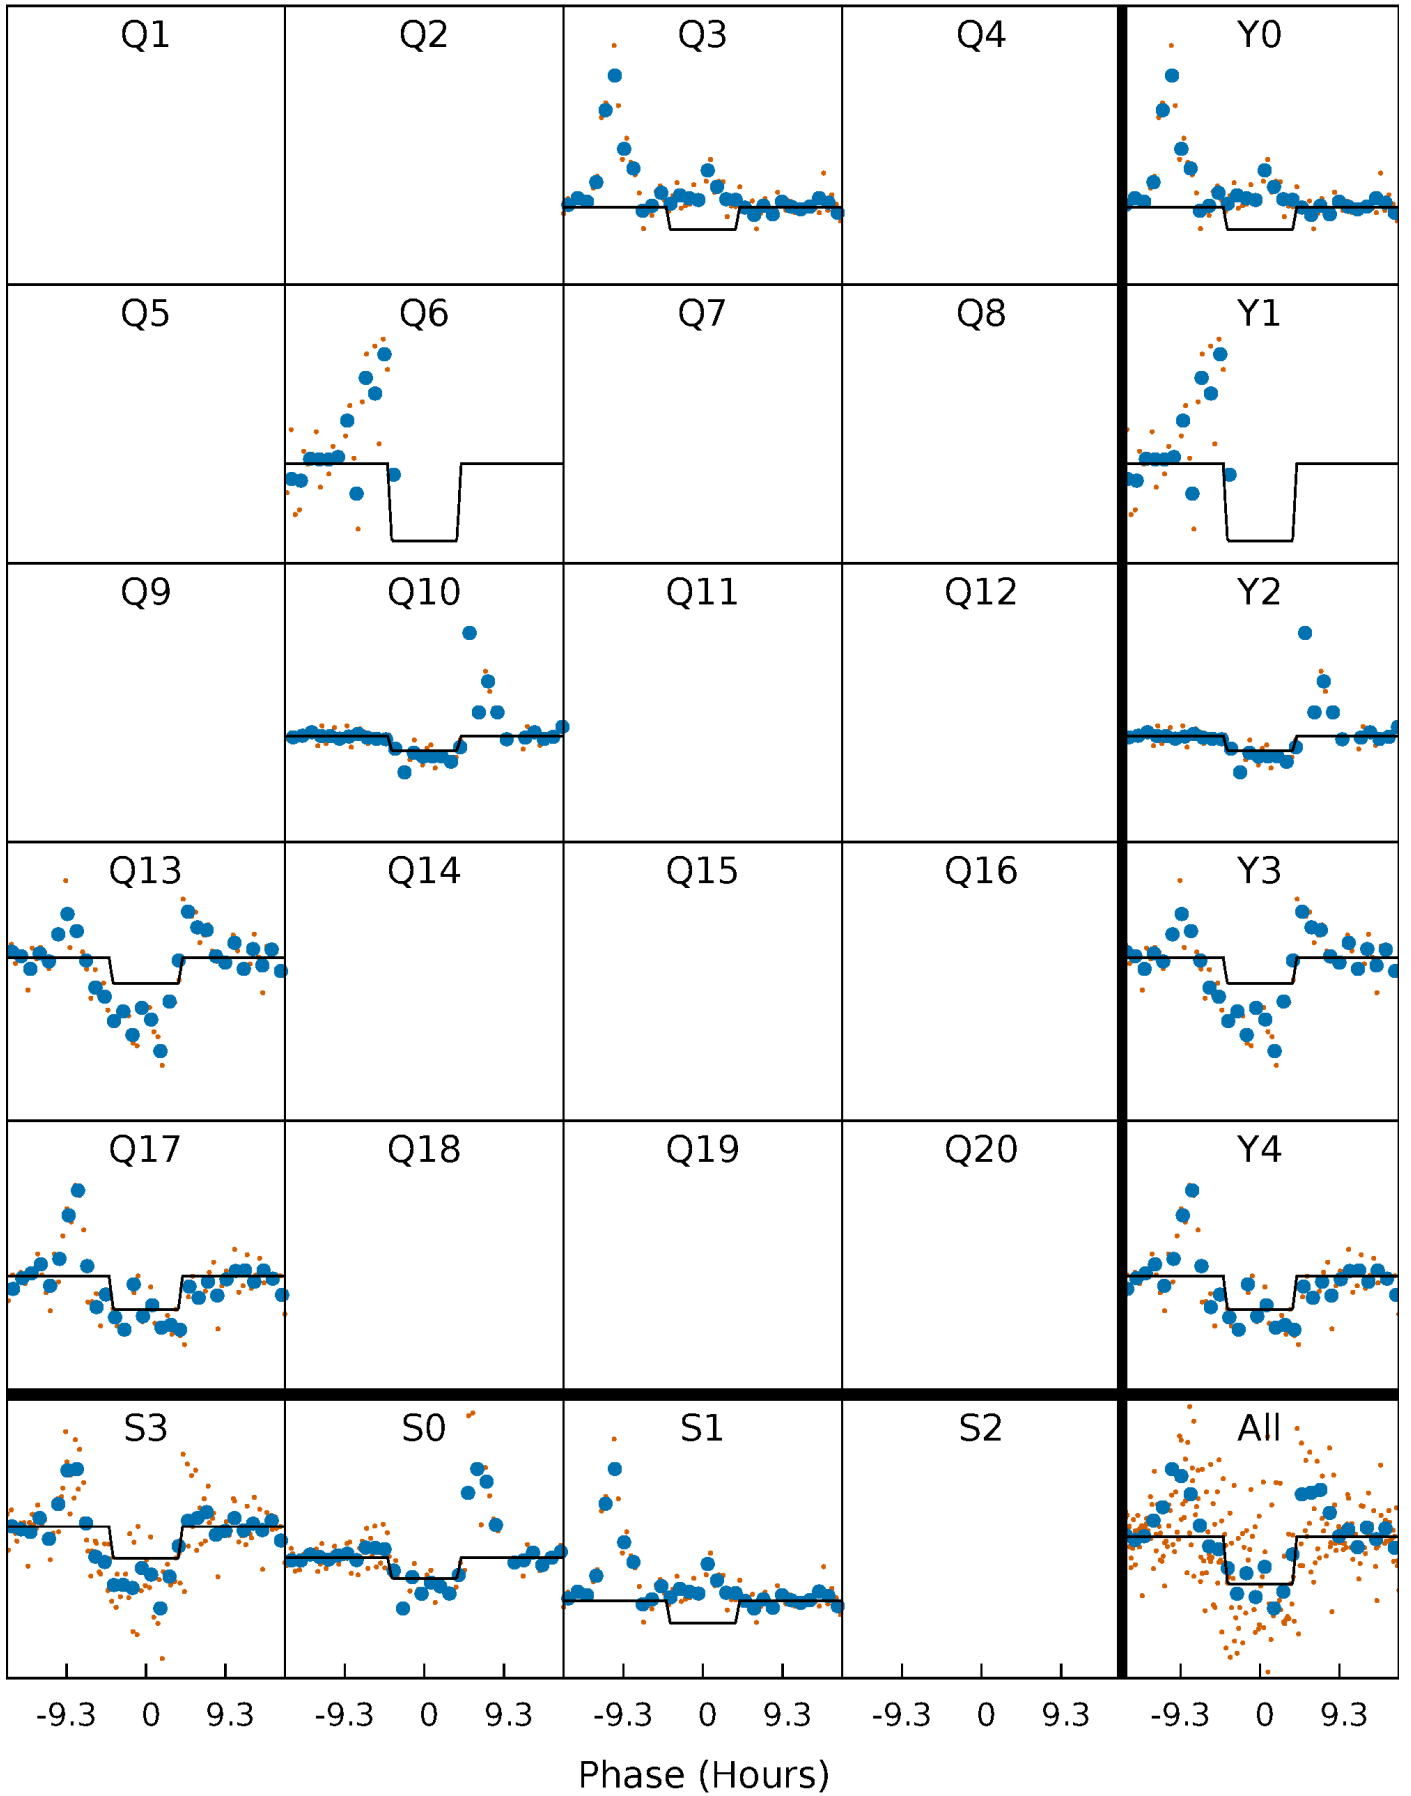 Q1 Q2 Q3 Q4 Y0
Q5 Q6 Q7 Q8 Y1
Q9 Q10 Q11 Q12 Y2
Q13 Q14 Q15 Q16 Y3
Q17 Q18 Q19 Q20 Y4
S3 S0 S1 S2 All
-9.3 0 9.3 -9.3 0 9.3 -9.3 0 9.3 -9.3 0 9.3 -9.3 0 9.3
Phase (Hours)